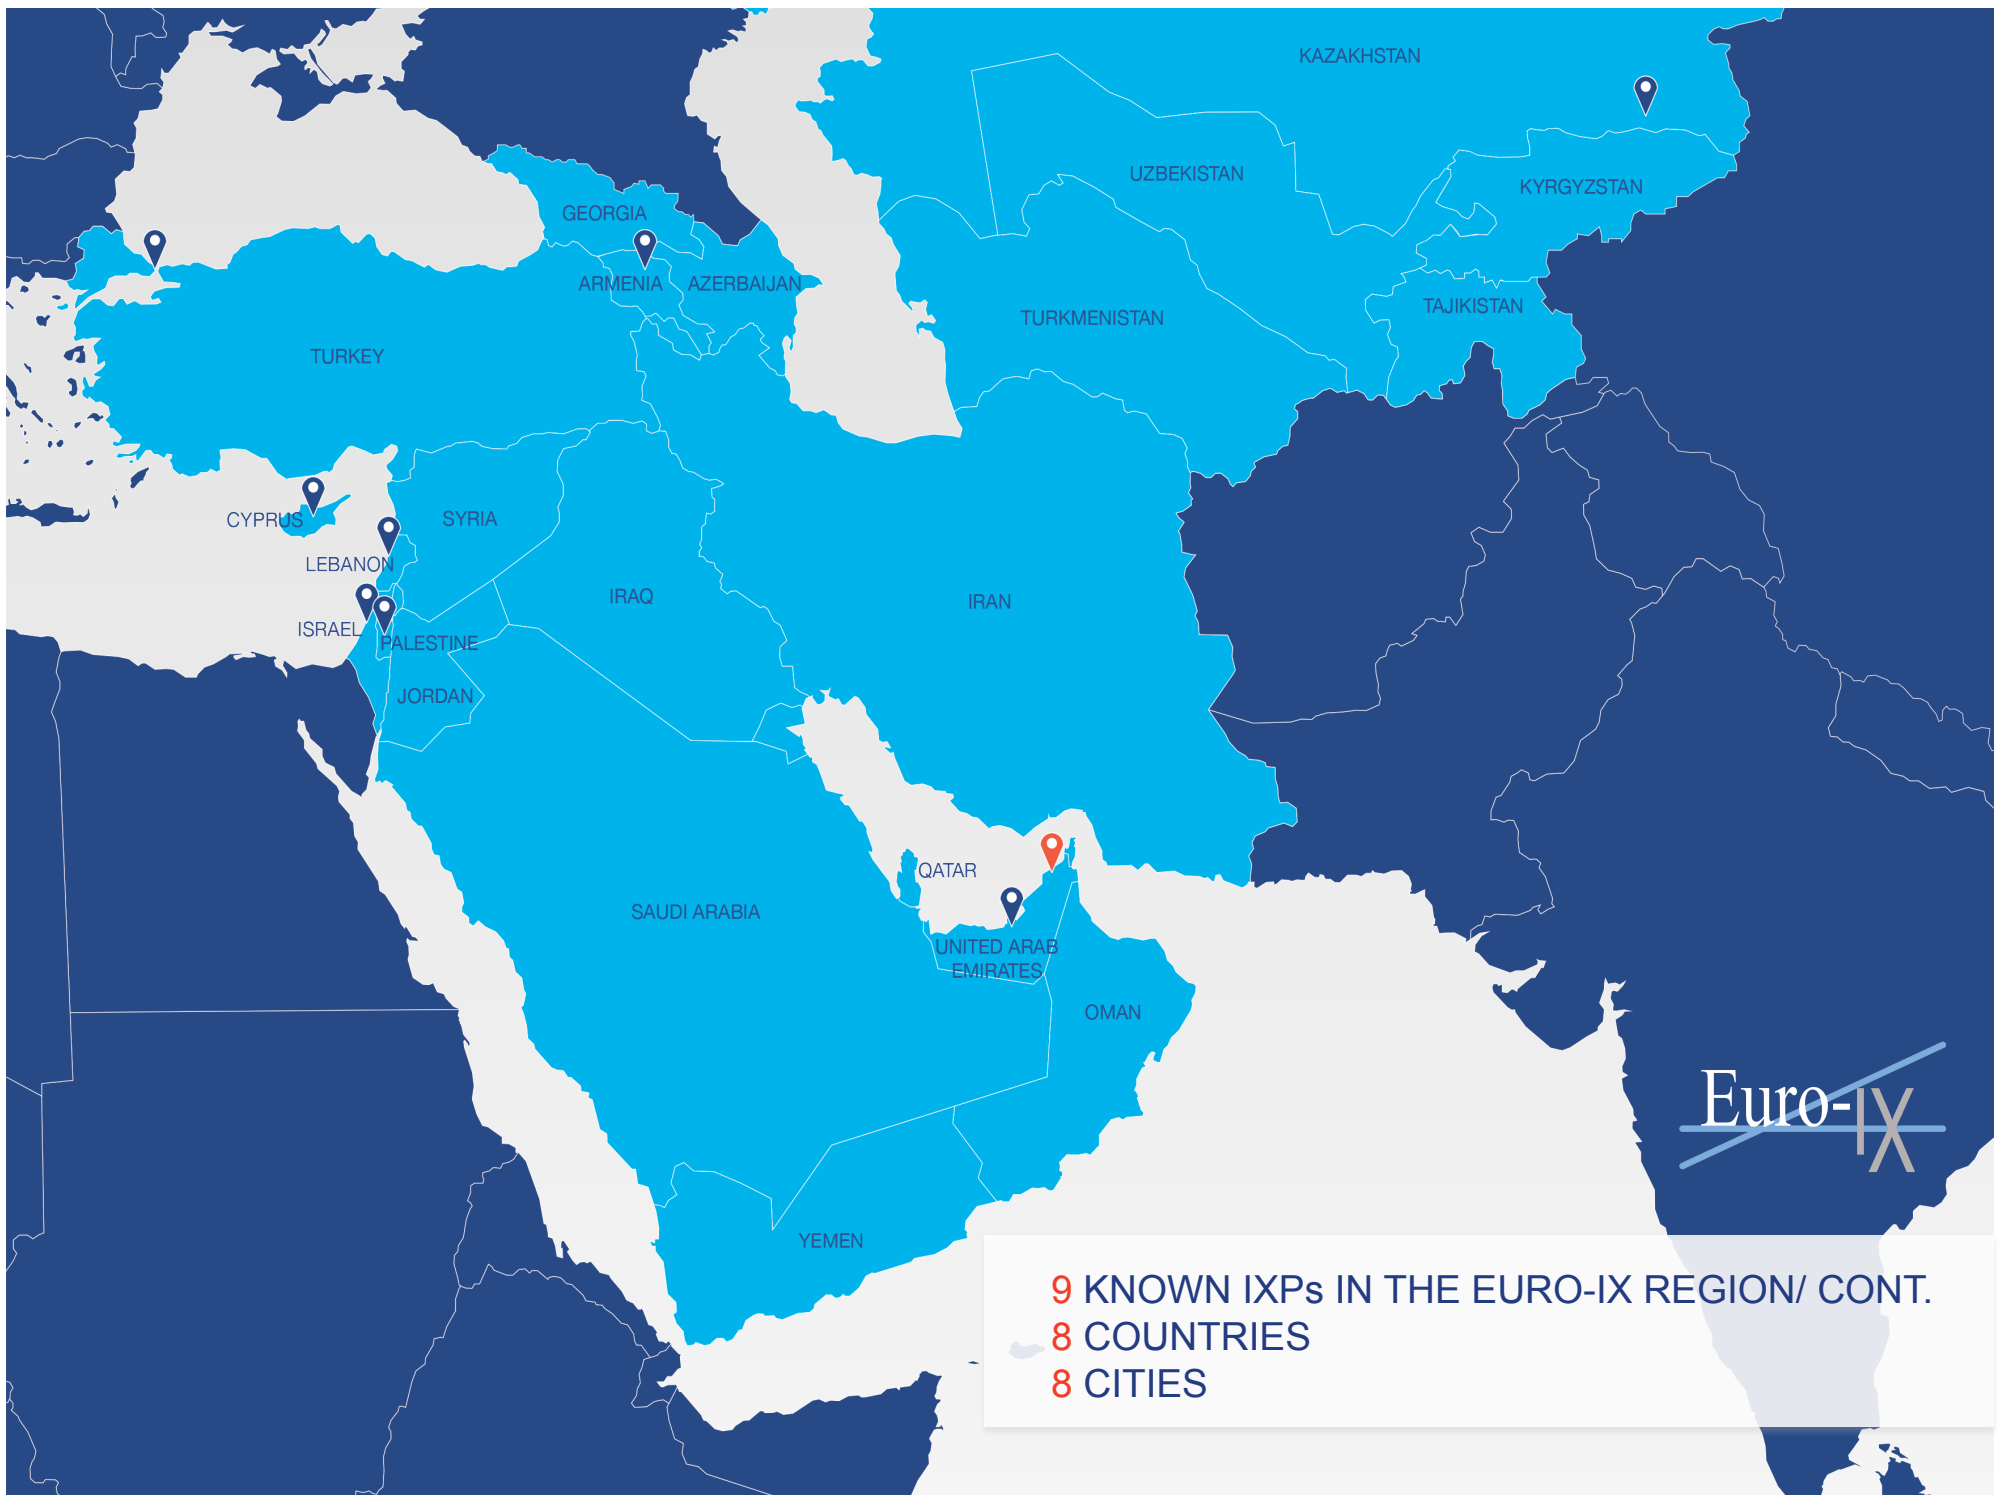 KAZAKHSTAN
UZBEKISTAN
KYRGYZSTAN
GEORGIA
ARMENIA
AZERBAIJAN
TAJIKISTAN
TURKMENISTAN
TURKEY
CYPRUS
SYRIA
LEBANON
IRAQ
IRAN
ISRAEL
PALESTINE
JORDAN
QATAR
SAUDI ARABIA
UNITED ARAB
EMIRATES
OMAN
Euro-IX
YEMEN
9 KNOWN IXPs IN THE EURO-IX REGION/ CONT.
8 COUNTRIES
8 CITIES